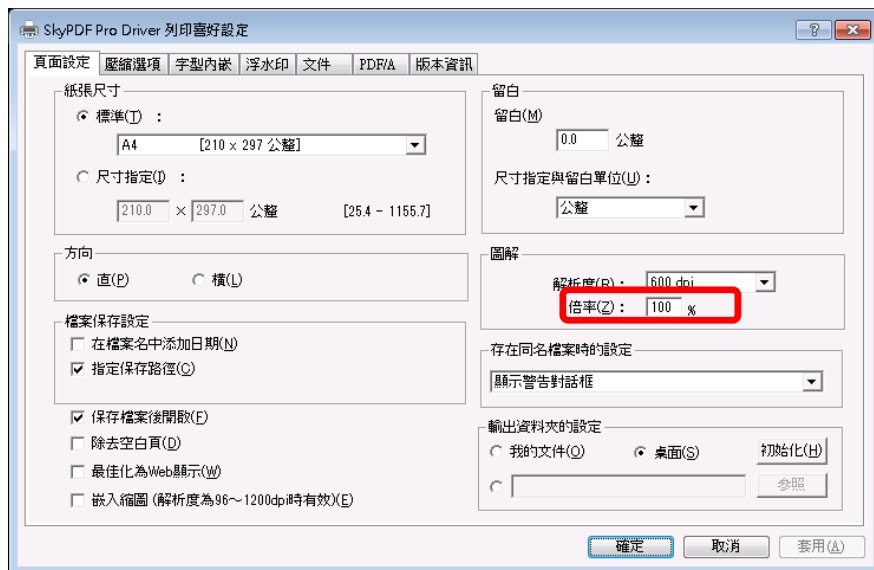 SkyPDF Pro Driver 列印喜好設定
頁面設定 壓縮選項 字型內嵌 浮水印 文件 PDF/A 版本資訊
紙張尺寸
標準(T) :
A4 [210 x 297 公釐]
尺寸指定(I) :
210.0 × 297.0 公釐 [25.4 - 1155.7]
方向
直(P) 橫(L)
檔案保存設定
在檔案名中添加日期(N)
指定保存路徑(C)
保存檔案後開啟(F)
除去空白頁(D)
最佳化為Web顯示(W)
嵌入縮圖 (解析度為96～1200dpi時有效)(E)
留白
留白(M)
0.0 公釐
尺寸指定與留白單位(U)：
公釐
圖解
解析度(R)： 600 dpi
倍率(Z)： 100 %
存在同名檔案時的設定
顯示警告對話框
輸出資料夾的設定
我的文件(O) 桌面(S) 初始化(H)
參照
確定 取消 套用(A)